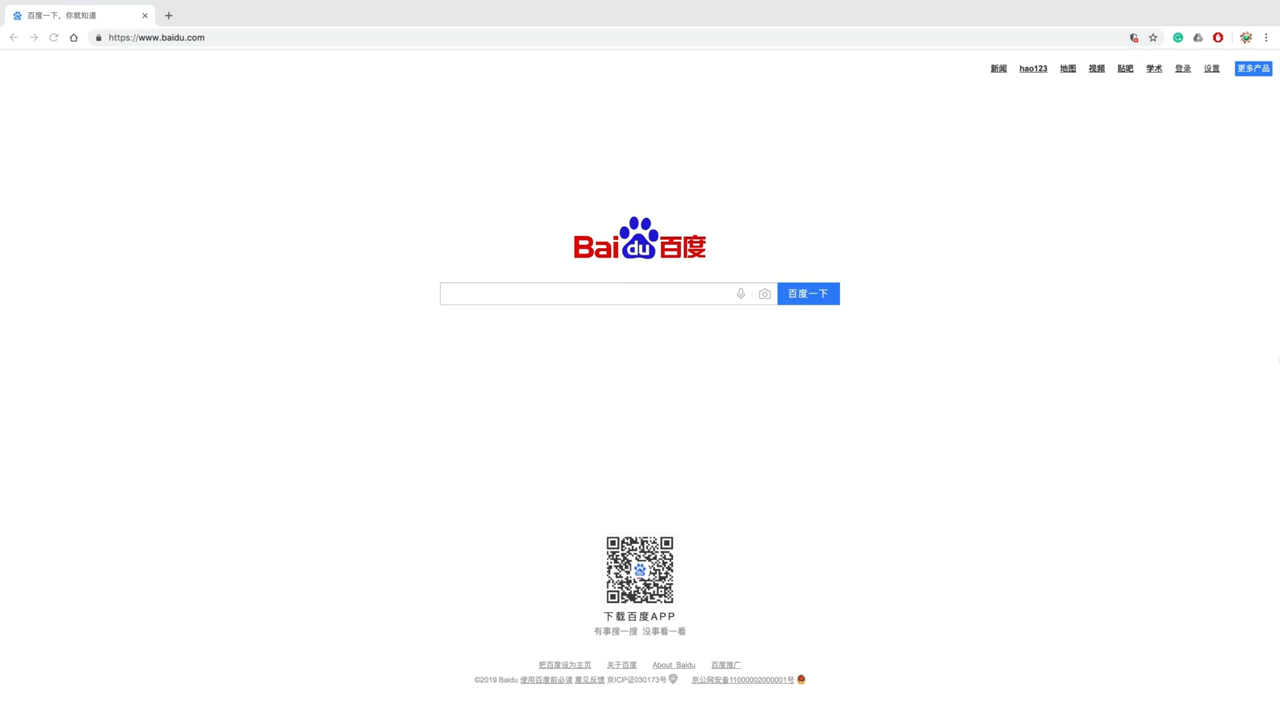 百度一下，你就知道
https://www.baidu.com
新闻 hao123 地图 视频 贴吧 学术 登录 设置 更多产品
Bai du 百度
百度一下
下载百度APP
有事搜一搜 没事看一看
把百度设为主页 关于百度 About Baidu 百度推广
©2019 Baidu 使用百度前必读 意见反馈 京ICP证030173号 京公网安备11000002000001号